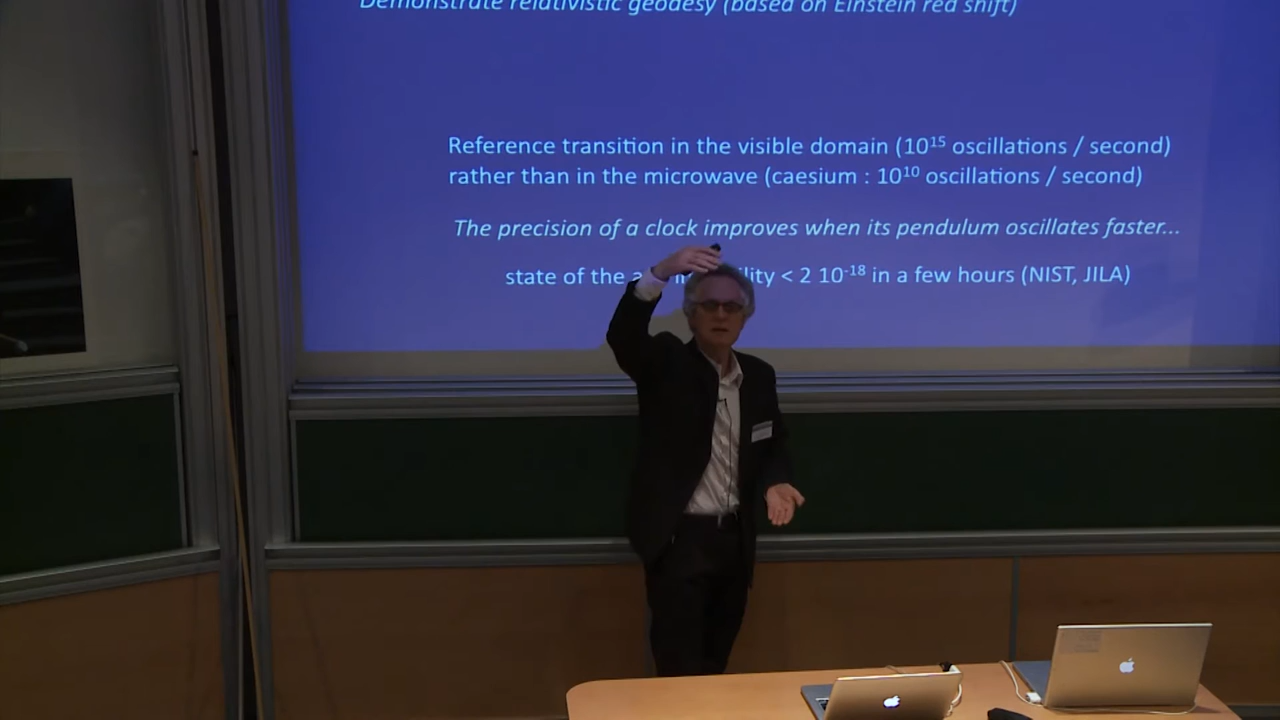 Demonstrate relativistic geodesy (based on Einstein red shift)
Reference transition in the visible domain (10¹⁵ oscillations / second)
rather than in the microwave (caesium : 10¹⁰ oscillations / second)
The precision of a clock improves when its pendulum oscillates faster...
state of the < 2 10⁻¹⁸ in a few hours (NIST, JILA)